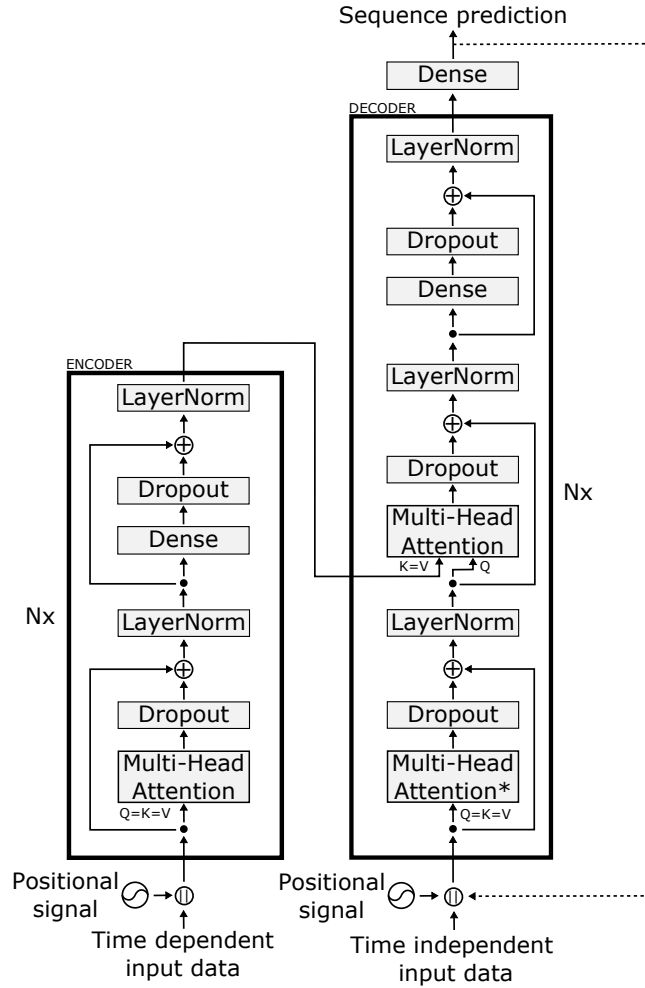 Sequence prediction
Dense
DECODER
LayerNorm
Dropout
Dense
LayerNorm
Dropout
Multi-Head
Attention
K=V
Q
Nx
LayerNorm
Dropout
Multi-Head
Attention*
Q=K=V
Positional
signal
Time independent
input data
ENCODER
LayerNorm
Dropout
Dense
Nx
LayerNorm
Dropout
Multi-Head
Attention
Q=K=V
Positional
signal
Time dependent
input data